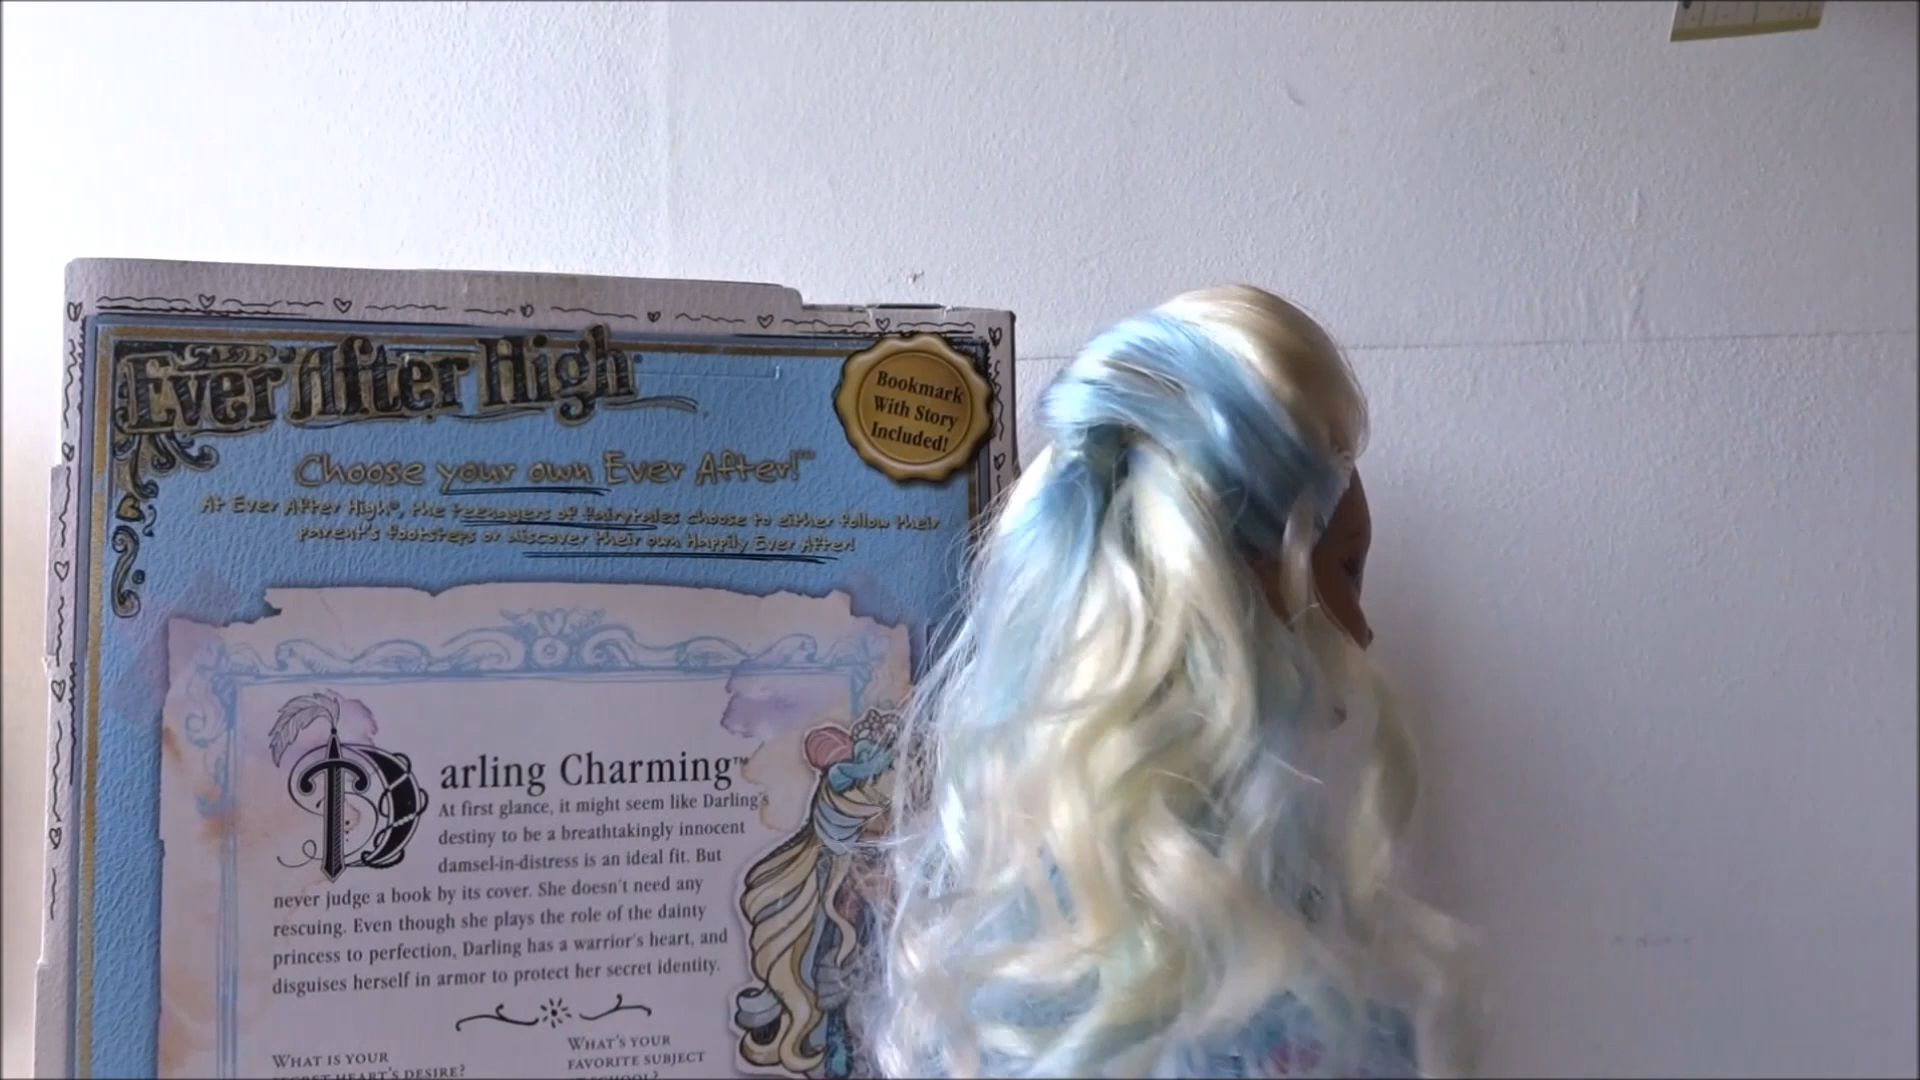 Ever After High®
Bookmark
With Story
Included!
Choose your own Ever After!™
At Ever After High®, the teenagers of fairytales choose to either follow their
parent's footsteps or discover their own Happily Ever After!
Darling Charming™
At first glance, it might seem like Darling's
destiny to be a breathtakingly innocent
damsel-in-distress is an ideal fit. But
never judge a book by its cover. She doesn't need any
rescuing. Even though she plays the role of the dainty
princess to perfection, Darling has a warrior's heart, and
disguises herself in armor to protect her secret identity.
What is your
secret heart's desire?
What's your
favorite subject